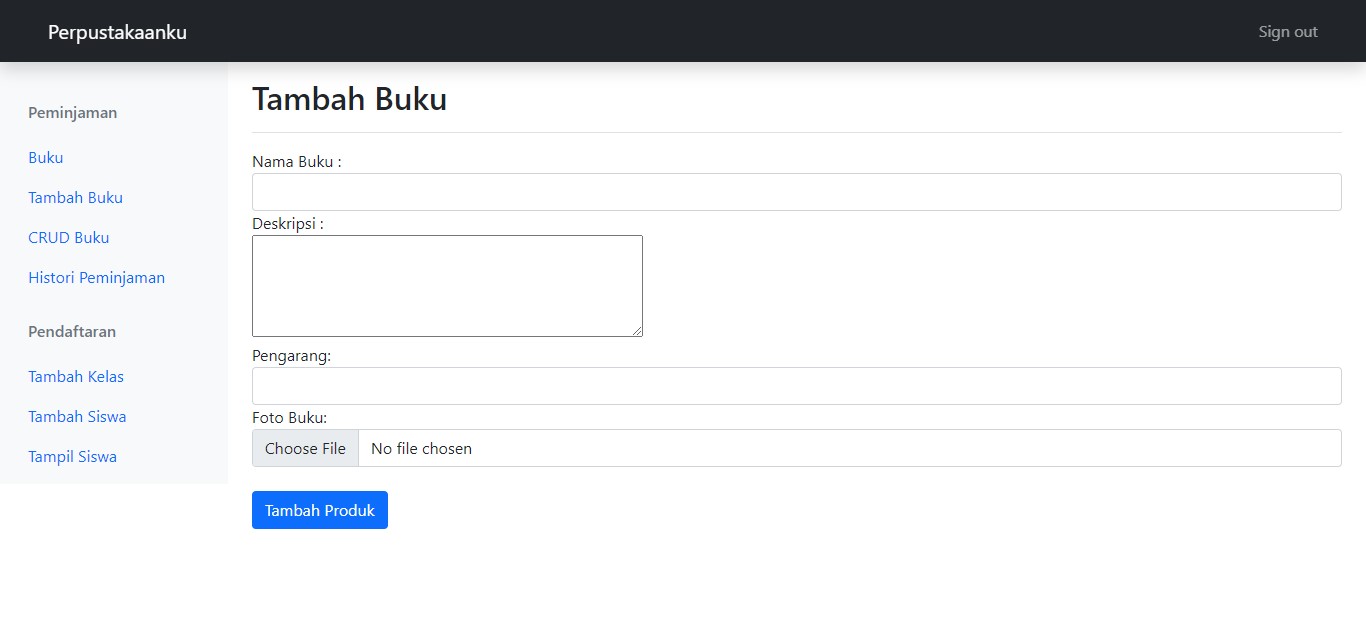 Perpustakaanku
Sign out
Peminjaman
Buku
Tambah Buku
CRUD Buku
Histori Peminjaman
Pendaftaran
Tambah Kelas
Tambah Siswa
Tampil Siswa
Tambah Buku
Nama Buku :
Deskripsi :
Pengarang:
Foto Buku:
Choose File No file chosen
Tambah Produk